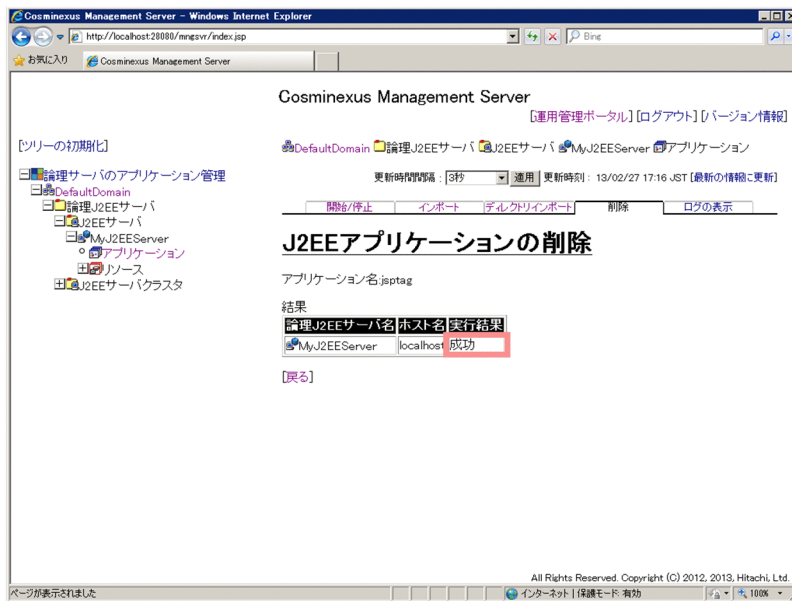 Cosminexus Management Server - Windows Internet Explorer
http://localhost:28080/mngsvr/index.jsp
Bing
お気に入り
Cosminexus Management Server
Cosminexus Management Server
[運用管理ポータル] [ログアウト] [バージョン情報]
[ツリーの初期化]
DefaultDomain 論理J2EEサーバ J2EEサーバ MyJ2EEServer アプリケーション
論理サーバのアプリケーション管理
DefaultDomain
論理J2EEサーバ
J2EEサーバ
MyJ2EEServer
アプリケーション
リソース
J2EEサーバクラスタ
更新時間間隔 : 3秒 適用 更新時刻 : 13/02/27 17:16 JST [最新の情報に更新]
開始/停止 インポート ディレクトリインポート 削除 ログの表示
J2EEアプリケーションの削除
アプリケーション名:jsptag
結果
論理J2EEサーバ名 ホスト名 実行結果
MyJ2EEServer localhost 成功
[戻る]
All Rights Reserved. Copyright (C) 2012, 2013, Hitachi, Ltd.
ページが表示されました
インターネット | 保護モード: 有効
100%